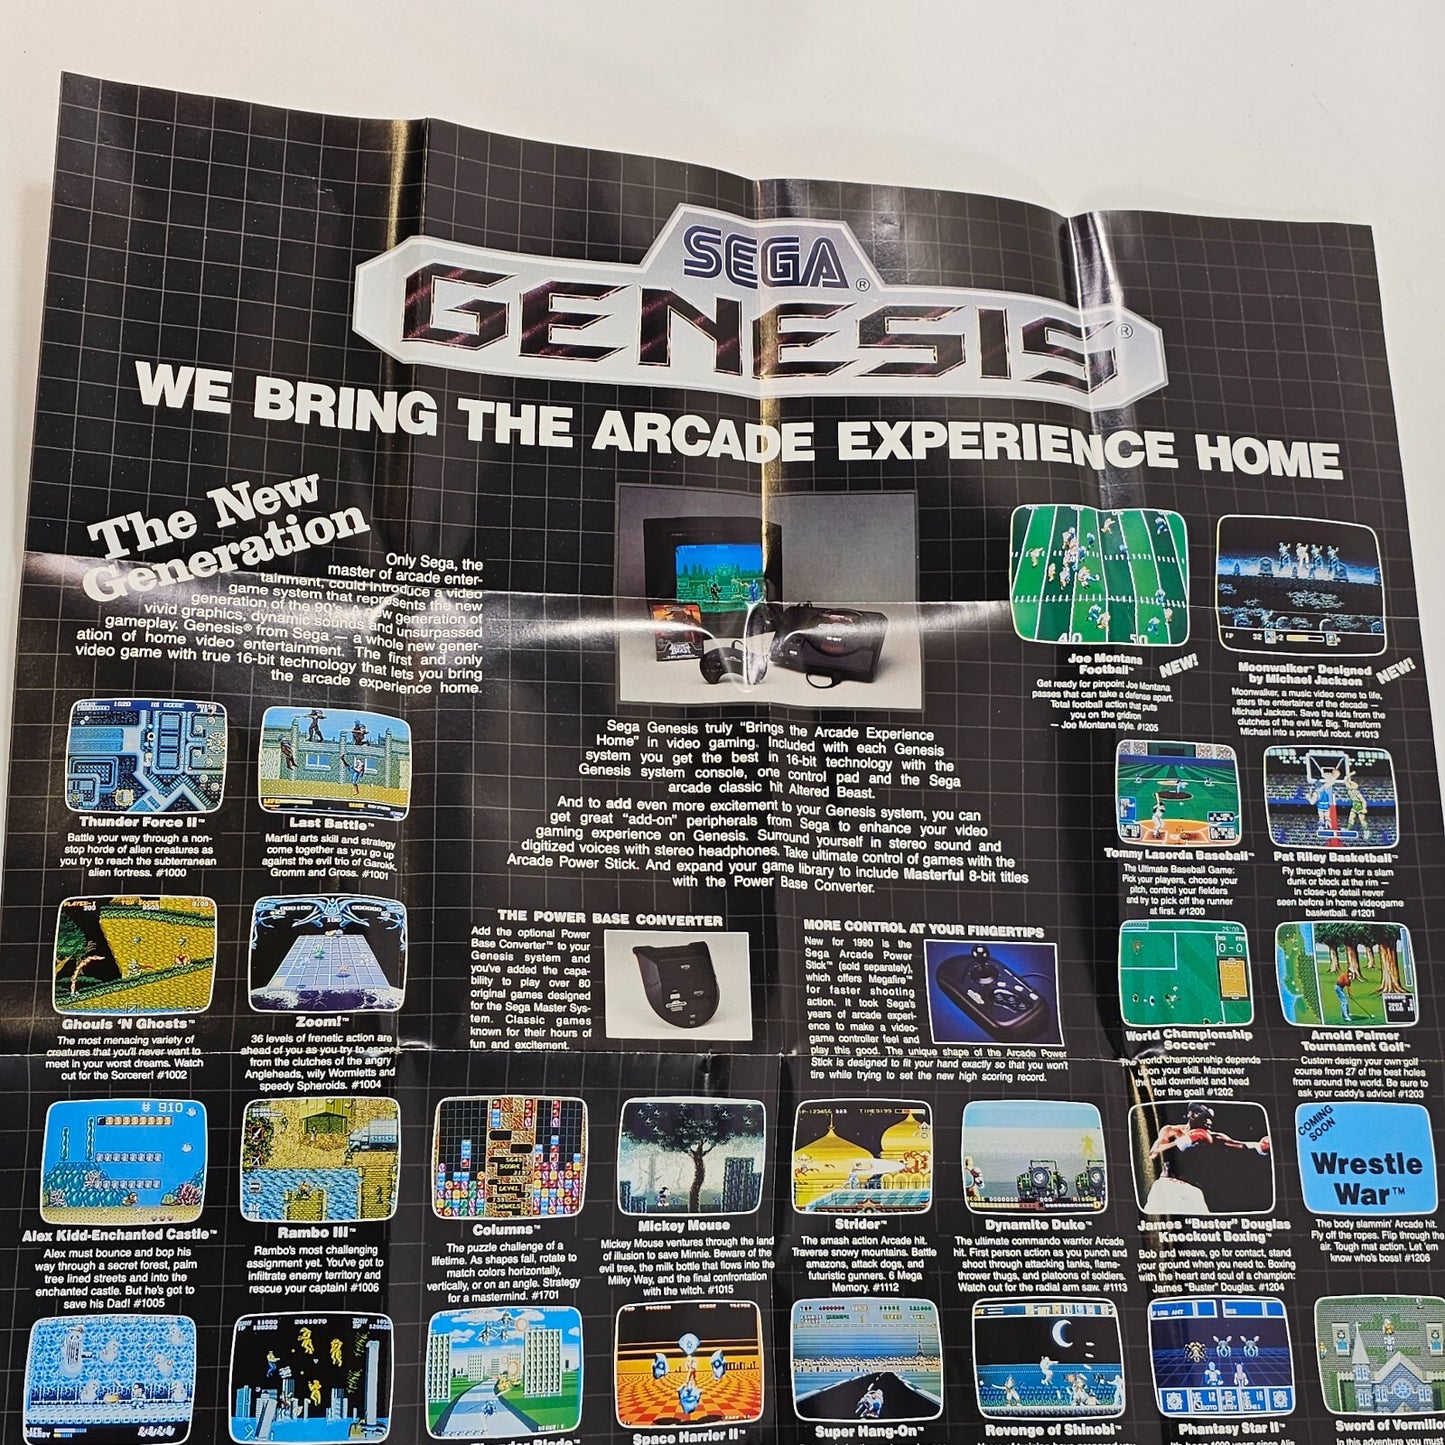 SEGA®
GENESIS®
WE BRING THE ARCADE EXPERIENCE HOME
The New
Generation
Only Sega, the
master of arcade enter-
tainment, could introduce a video
game system that represents the new
generation of the 90's. A new generation of
vivid graphics, dynamic sounds and unsurpassed
gameplay. Genesis® from Sega — a whole new gener-
ation of home video entertainment. The first and only
video game with true 16-bit technology that lets you bring
the arcade experience home.
Sega Genesis truly "Brings the Arcade Experience
Home" in video gaming. Included with each Genesis
system you get the best in 16-bit technology with the
Genesis system console, one control pad and the Sega
arcade classic hit Altered Beast.
And to add even more excitement to your Genesis system, you can
get great "add-on" peripherals from Sega to enhance your video
gaming experience on Genesis. Surround yourself in stereo sound and
digitized voices with stereo headphones. Take ultimate control of games with the
Arcade Power Stick. And expand your game library to include Masterful 8-bit titles
with the Power Base Converter.
THE POWER BASE CONVERTER
Add the optional Power
Base Converter™ to your
Genesis system and
you've added the capa-
bility to play over 80
original games designed
for the Sega Master Sys-
tem. Classic games
known for their hours of
fun and excitement.
MORE CONTROL AT YOUR FINGERTIPS
New for 1990 is the
Sega Arcade Power
Stick™ (sold separately),
which offers Megafire™
for faster shooting
action. It took Sega's
years of arcade experi-
ence to make a video-
game controller feel and
play this good. The unique shape of the Arcade Power
Stick is designed to fit your hand exactly so that you won't
tire while trying to set the new high scoring record.
Joe Montana
Football™
NEW!
Get ready for pinpoint Joe Montana
passes that can take a defense apart.
Total football action that puts
you on the gridiron
— Joe Montana style. #1205
Moonwalker™ Designed
by Michael Jackson
NEW!
Moonwalker, a music video come to life,
stars the entertainer of the decade —
Michael Jackson. Save the kids from the
clutches of the evil Mr. Big. Transform
Michael into a powerful robot. #1013
Thunder Force II™
Battle your way through a non-
stop horde of alien creatures as
you try to reach the subterranean
alien fortress. #1000
Last Battle™
Martial arts skill and strategy
come together as you go up
against the evil trio of Garokk,
Gromm and Gross. #1001
Tommy Lasorda Baseball™
The Ultimate Baseball Game:
Pick your players, choose your
pitch, control your fielders
and try to pick off the runner
at first. #1200
Pat Riley Basketball™
Fly through the air for a slam
dunk or block at the rim —
in close-up detail never
seen before in home videogame
basketball. #1201
Ghouls 'N Ghosts™
The most menacing variety of
creatures that you'll never want to
meet in your worst dreams. Watch
out for the Sorcerer! #1002
Zoom!™
36 levels of frenetic action are
ahead of you as you try to escape
from the clutches of the angry
Angleheads, wily Wormletts and
speedy Spheroids. #1004
World Championship
Soccer™
The world championship depends
upon your skill. Maneuver
the ball downfield and head
for the goal! #1202
Arnold Palmer
Tournament Golf™
Custom design your own golf
course from 27 of the best holes
from around the world. Be sure to
ask your caddy's advice! #1203
Alex Kidd-Enchanted Castle™
Alex must bounce and bop his
way through a secret forest, palm
tree lined streets and into the
enchanted castle. But he's got to
save his Dad! #1005
Rambo III™
Rambo's most challenging
assignment yet. You've got to
infiltrate enemy territory and
rescue your captain! #1006
Columns™
The puzzle challenge of a
lifetime. As shapes fall, rotate to
match colors horizontally,
vertically, or on an angle. Strategy
for a mastermind. #1701
Mickey Mouse
Mickey Mouse ventures through the land
of illusion to save Minnie. Beware of the
evil tree, the milk bottle that flows into the
Milky Way, and the final confrontation
with the witch. #1015
Strider™
The smash action Arcade hit.
Traverse snowy mountains. Battle
amazons, attack dogs, and
futuristic gunners. 6 Mega
Memory. #1112
Dynamite Duke™
The ultimate commando warrior Arcade
hit. First person action as you punch and
shoot through attacking tanks, flame-
thrower thugs, and platoons of soldiers.
Watch out for the radial arm saw. #1113
James "Buster" Douglas
Knockout Boxing™
Bob and weave, go for contact, stand
your ground when you need to. Boxing
with the heart and soul of a champion:
James "Buster" Douglas. #1204
COMING
SOON
Wrestle
War™
The body slammin' Arcade hit.
Fly off the ropes. Flip through the
air. Tough mat action. Let 'em
know who's boss! #1206
Thunder Blade™
Space Harrier II™
Super Hang-On™
Revenge of Shinobi™
Phantasy Star II™
Sword of Vermilion
In this adventure you must